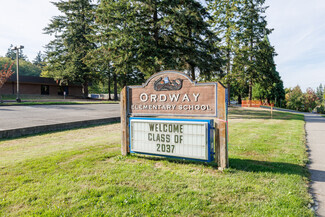 ORDWAY
ELEMENTARY SCHOOL
WELCOME
CLASS OF
2037